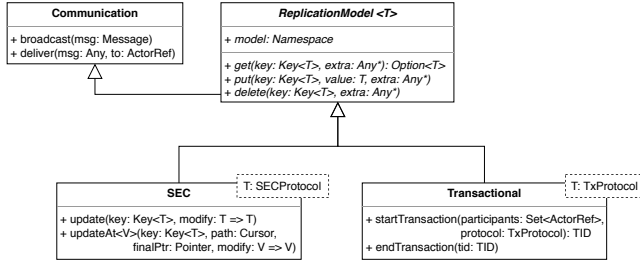 Communication
+ broadcast(msg: Message)
+ deliver(msg: Any, to: ActorRef)
ReplicationModel <T>
+ model: Namespace
+ get(key: Key<T>, extra: Any*): Option<T>
+ put(key: Key<T>, value: T, extra: Any*)
+ delete(key: Key<T>, extra: Any*)
T: SECProtocol
SEC
+ update(key: Key<T>, modify: T => T)
+ updateAt<V>(key: Key<T>, path: Cursor,
finalPtr: Pointer, modify: V => V)
T: TxProtocol
Transactional
+ startTransaction(participants: Set<ActorRef>,
protocol: TxProtocol): TID
+ endTransaction(tid: TID)